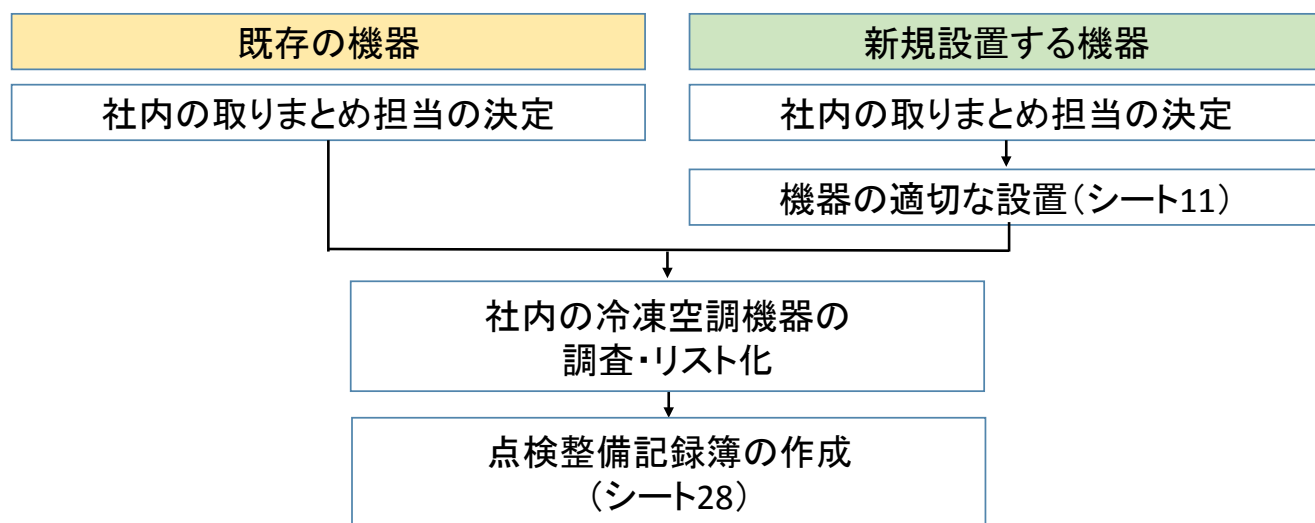 既存の機器
新規設置する機器
社内の取りまとめ担当の決定
社内の取りまとめ担当の決定
機器の適切な設置（シート11）
社内の冷凍空調機器の
調査・リスト化
点検整備記録簿の作成
（シート28）